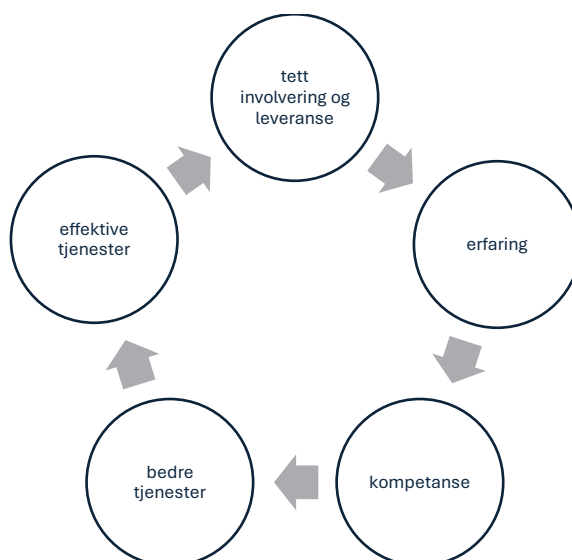 tett
involvering og
leveranse
erfaring
kompetanse
bedre
tjenester
effektive
tjenester